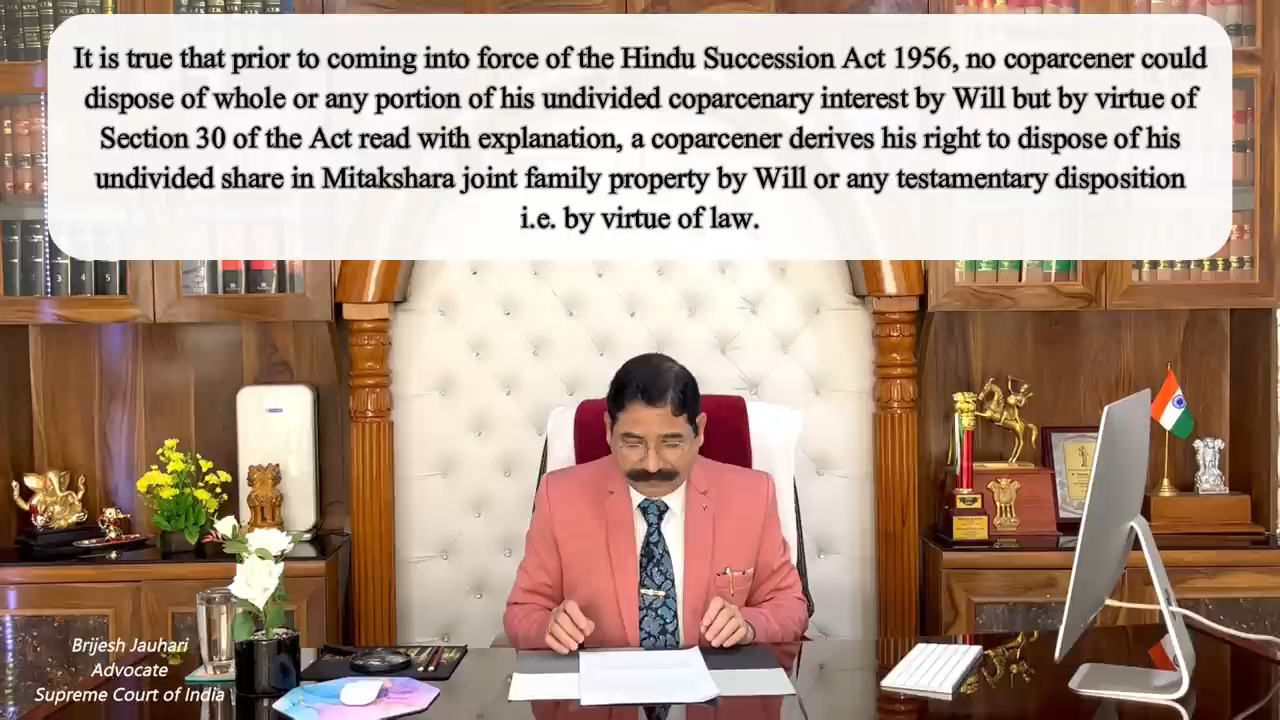 It is true that prior to coming into force of the Hindu Succession Act 1956, no coparcener could
dispose of whole or any portion of his undivided coparcenary interest by Will but by virtue of
Section 30 of the Act read with explanation, a coparcener derives his right to dispose of his
undivided share in Mitakshara joint family property by Will or any testamentary disposition
i.e. by virtue of law.
Brijesh Jauhari
Advocate
Supreme Court of India